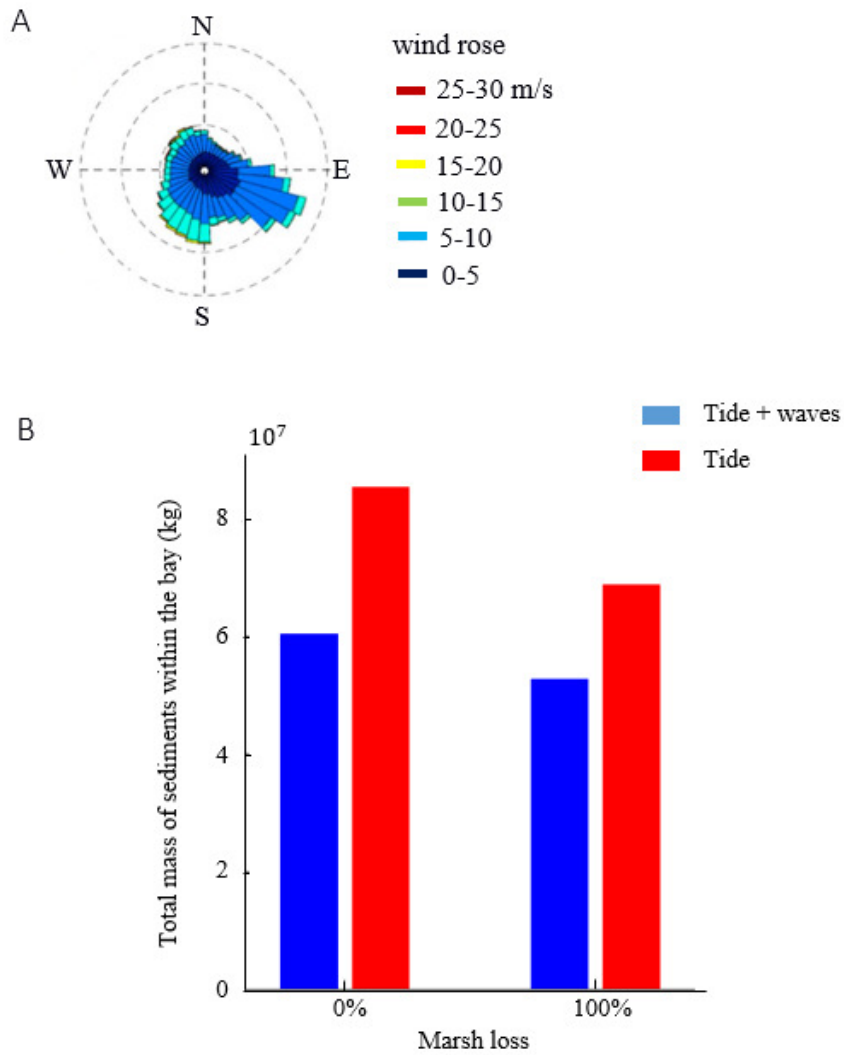 A
N
W
E
S
wind rose
25-30 m/s
20-25
15-20
10-15
5-10
0-5
B
10⁷
Tide + waves
Tide
Total mass of sediments within the bay (kg)
8
6
4
2
0
0%
100%
Marsh loss